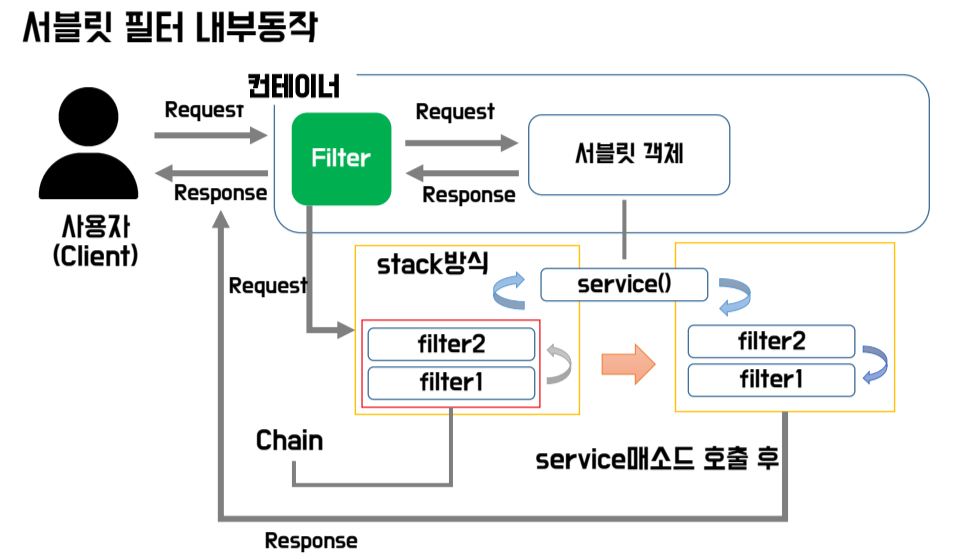 서블릿 필터 내부동작
컨테이너
Request
Request
Filter
서블릿 객체
Response
Response
사용자
(Client)
stack방식
Request
service()
filter2
filter2
filter1
filter1
Chain
service매소드 호출 후
Response